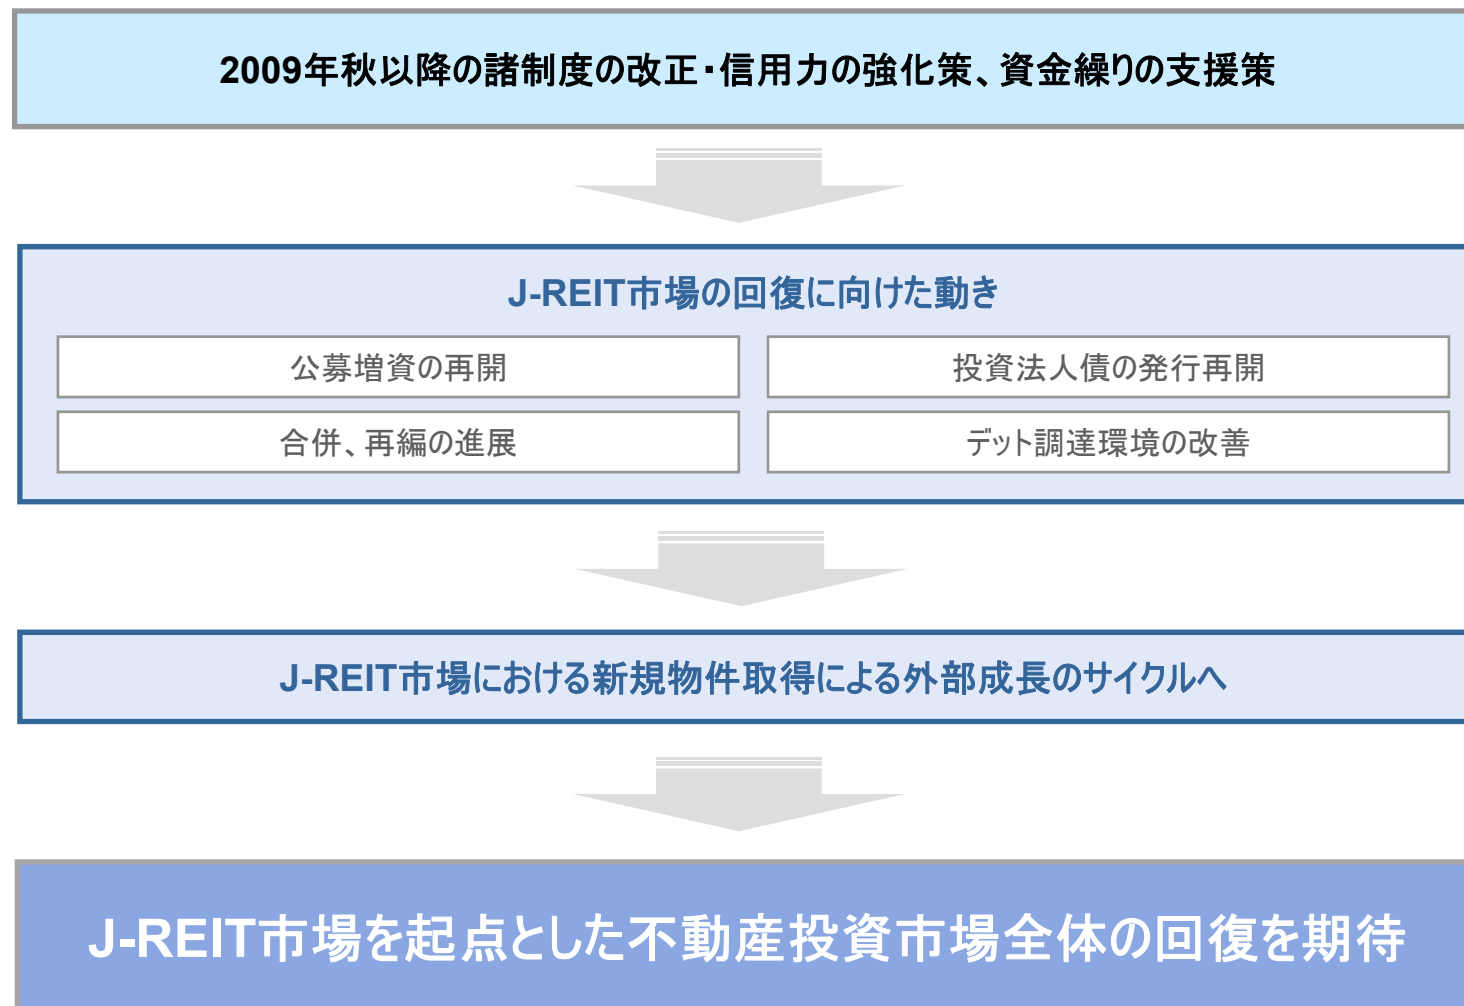 2009年秋以降の諸制度の改正・信用力の強化策、資金繰りの支援策
J-REIT市場の回復に向けた動き
公募増資の再開
投資法人債の発行再開
合併、再編の進展
デット調達環境の改善
J-REIT市場における新規物件取得による外部成長のサイクルへ
J-REIT市場を起点とした不動産投資市場全体の回復を期待